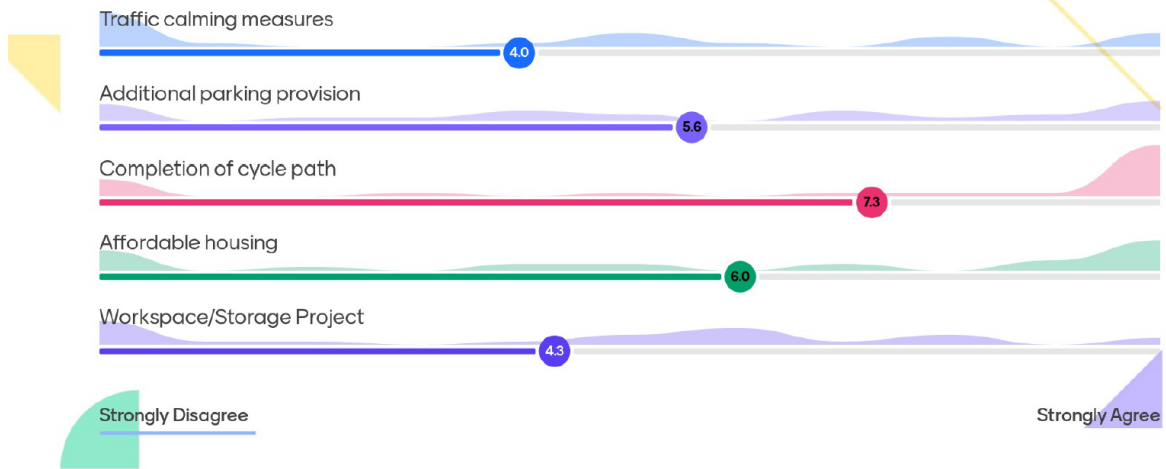 Traffic calming measures
4.0
Additional parking provision
5.6
Completion of cycle path
7.3
Affordable housing
6.0
Workspace/Storage Project
4.3
Strongly Disagree
Strongly Agree